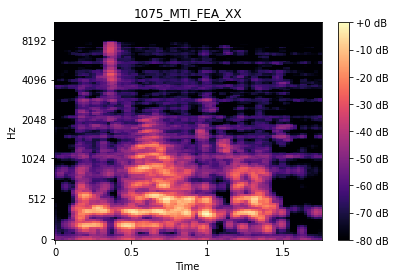 1075_MTI_FEA_XX
+0 dB
8192
-10 dB
4096
-20 dB
-30 dB
2048
Hz
-40 dB
1024
-50 dB
512
-60 dB
-70 dB
0
-80 dB
0
0.5
1
1.5
Time